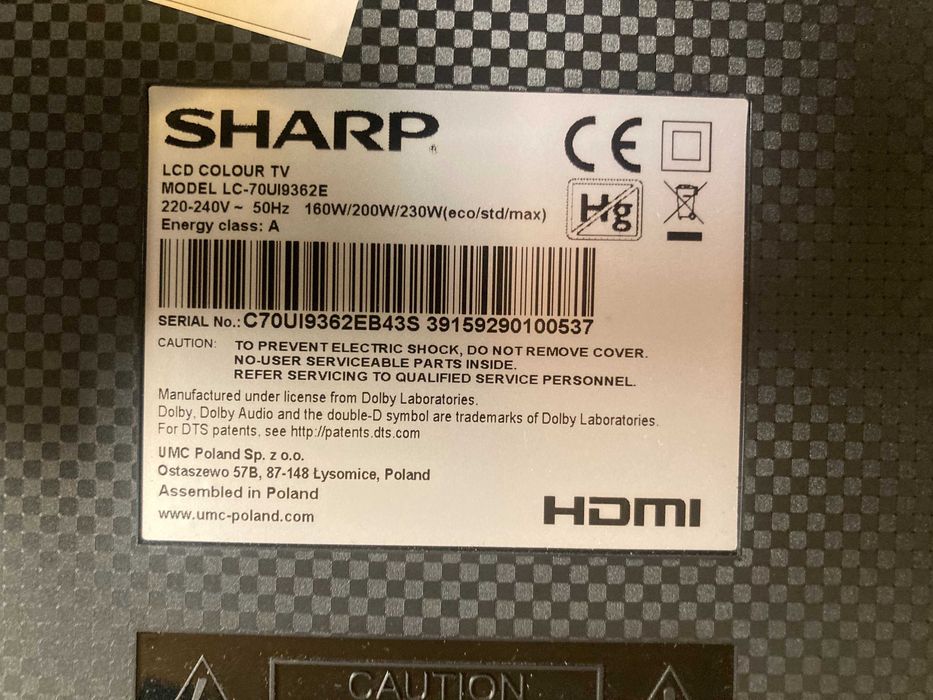 SHARP®
LCD COLOUR TV
MODEL LC-70UI9362E
220-240V ~ 50Hz 160W/200W/230W(eco/std/max)
Energy class: A
CE
Hg
SERIAL No.: C70UI9362EB43S 39159290100537
CAUTION: TO PREVENT ELECTRIC SHOCK, DO NOT REMOVE COVER.
NO-USER SERVICEABLE PARTS INSIDE.
REFER SERVICING TO QUALIFIED SERVICE PERSONNEL.
Manufactured under license from Dolby Laboratories.
Dolby, Dolby Audio and the double-D symbol are trademarks of Dolby Laboratories.
For DTS patents, see http://patents.dts.com
UMC Poland Sp. z o.o.
Ostaszewo 57B, 87-148 Łysomice, Poland
Assembled in Poland
www.umc-poland.com
HDMI
CAUTION